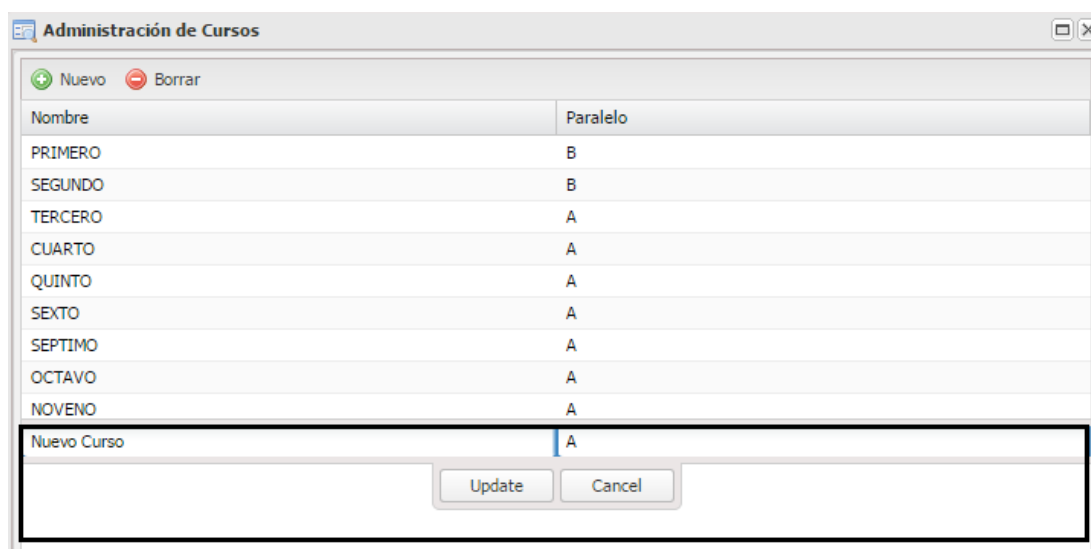 Administración de Cursos
Nuevo Borrar
Nombre Paralelo
PRIMERO B
SEGUNDO B
TERCERO A
CUARTO A
QUINTO A
SEXTO A
SEPTIMO A
OCTAVO A
NOVENO A
Nuevo Curso A
Update Cancel